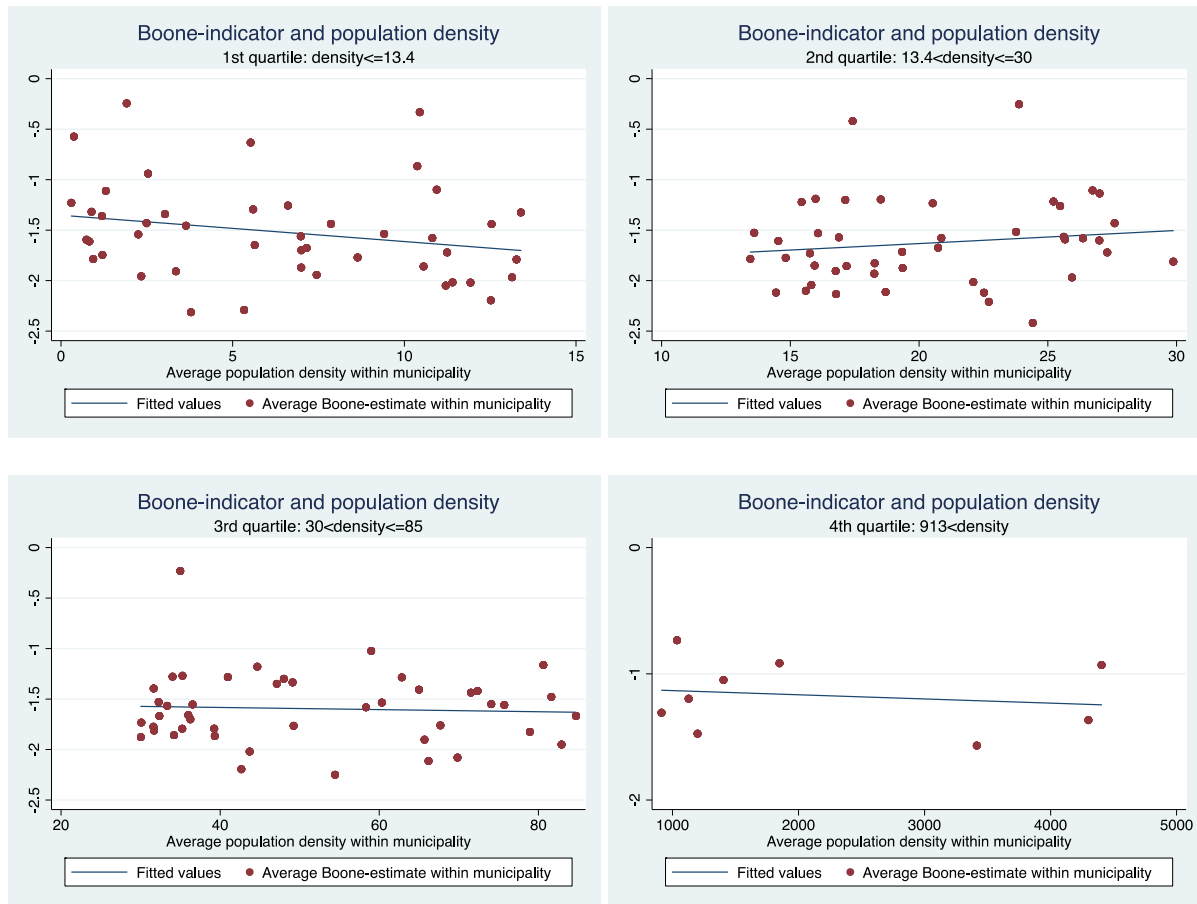 Boone-indicator and population density
1st quartile: density<=13.4
0
-.5
-1
-1.5
-2
-2.5
0 5 10 15
Average population density within municipality
Fitted values Average Boone-estimate within municipality
Boone-indicator and population density
2nd quartile: 13.4<density<=30
0
-.5
-1
-1.5
-2
-2.5
10 15 20 25 30
Average population density within municipality
Fitted values Average Boone-estimate within municipality
Boone-indicator and population density
3rd quartile: 30<density<=85
0
-.5
-1
-1.5
-2
-2.5
20 40 60 80
Average population density within municipality
Fitted values Average Boone-estimate within municipality
Boone-indicator and population density
4th quartile: 913<density
0
-1
-2
1000 2000 3000 4000 5000
Average population density within municipality
Fitted values Average Boone-estimate within municipality